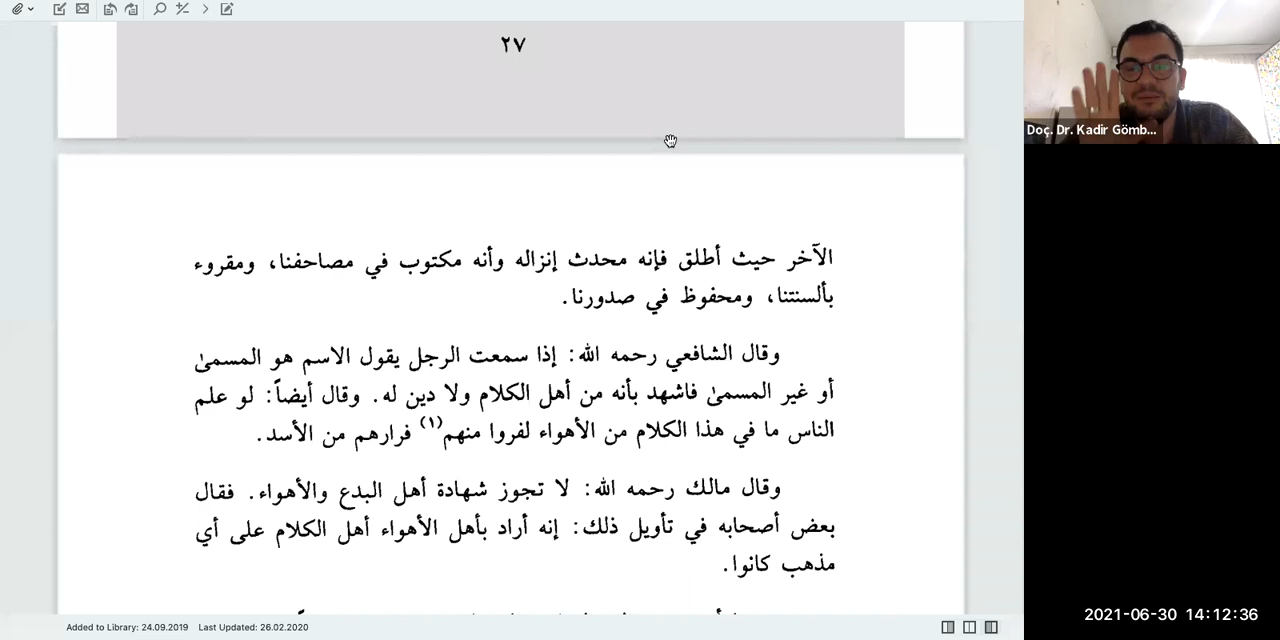 ٢٧
الآخر حيث أطلق فإنه محدث إنزاله وأنه مكتوب في مصاحفنا، ومقروء
بألسنتنا، ومحفوظ في صدورنا.
وقال الشافعي رحمه الله: إذا سمعت الرجل يقول الاسم هو المسمىٰ
أو غير المسمىٰ فاشهد بأنه من أهل الكلام ولا دين له. وقال أيضاً: لو علم
الناس ما في هذا الكلام من الأهواء لفروا منهم(١) فرارهم من الأسد.
وقال مالك رحمه الله: لا تجوز شهادة أهل البدع والأهواء. فقال
بعض أصحابه في تأويل ذلك: إنه أراد بأهل الأهواء أهل الكلام على أي
مذهب كانوا.
Added to Library: 24.09.2019 Last Updated: 26.02.2020
Doç. Dr. Kadir Gömb...
2021-06-30 14:12:36